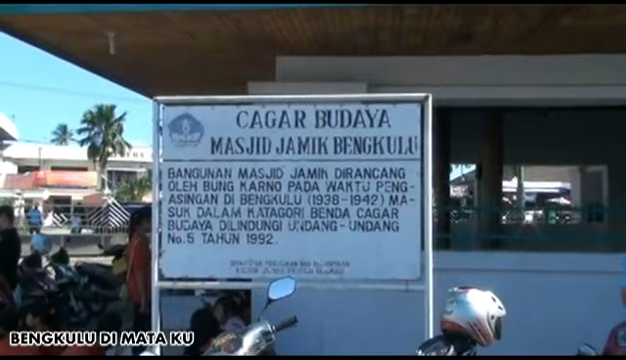 CAGAR BUDAYA
MASJID JAMIK BENGKULU
BANGUNAN MASJID JAMIK DIRANCANG
OLEH BUNG KARNO PADA WAKTU PENG-
ASINGAN DI BENGKULU (1938-1942) MA-
SUK DALAM KATAGORI BENDA CAGAR
BUDAYA DILINDUNGI UNDANG-UNDANG
No.5 TAHUN 1992.
BENGKULU DI MATA KU